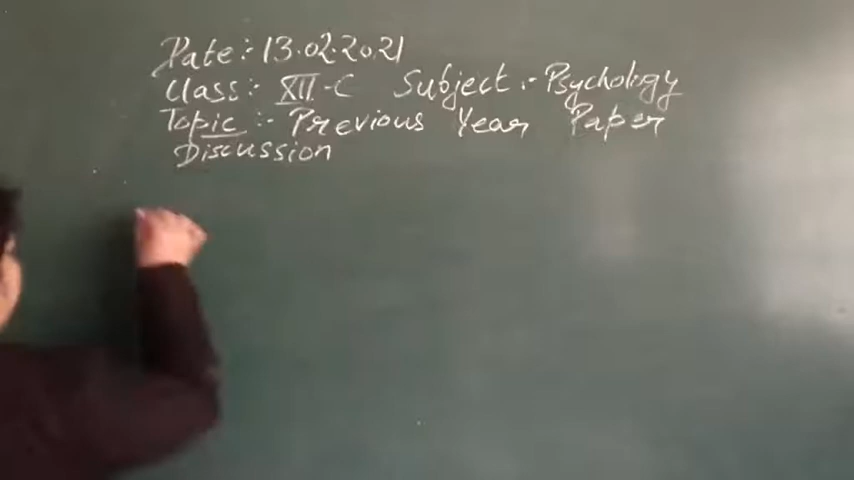 Date:- 13.02.2021
Class:- XII-C Subject:- Psychology
Topic:- Previous Year Paper
Discussion